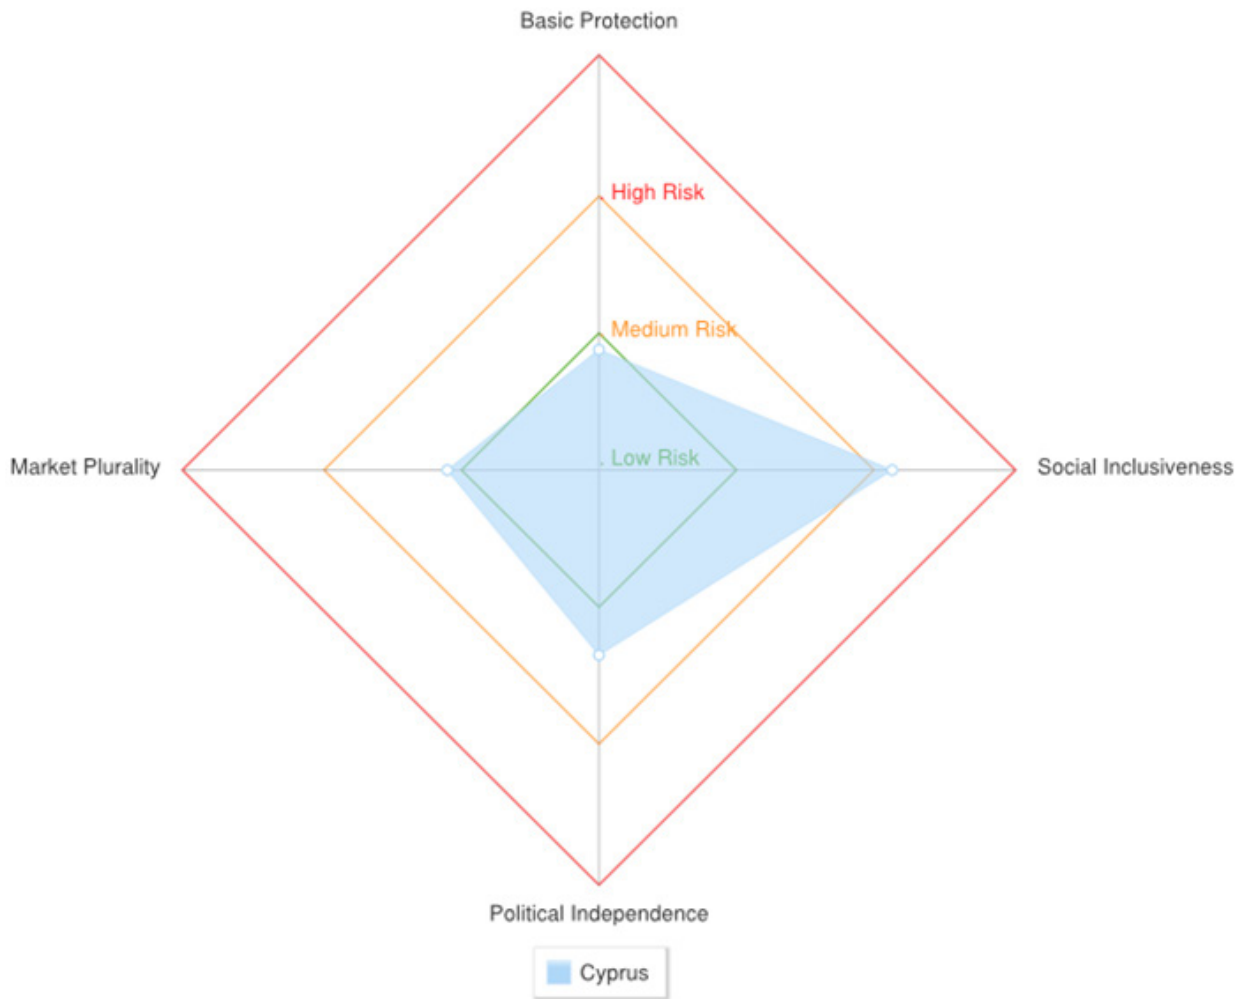 Basic Protection
High Risk
Medium Risk
Low Risk
Market Plurality
Social Inclusiveness
Political Independence
Cyprus